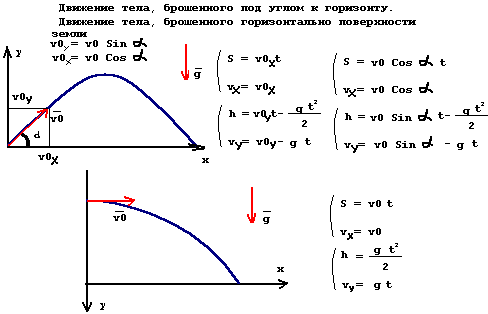 Движение тела, брошенного под углом к горизонту.
Движение тела, брошенного горизонтально поверхности
земли
v0y= v0 Sin α
v0x= v0 Cos α
y
g
S = v0xt
vx= v0x
S = v0 Cos α t
vx= v0 Cos α
v0y
v0
d
v0x
x
h = v0yt- g t²/2
vy= v0y- g t
h = v0 Sin α t- g t²/2
vy= v0 Sin α - g t
v0
g
x
y
S = v0 t
vx= v0
h = g t²/2
vy= g t